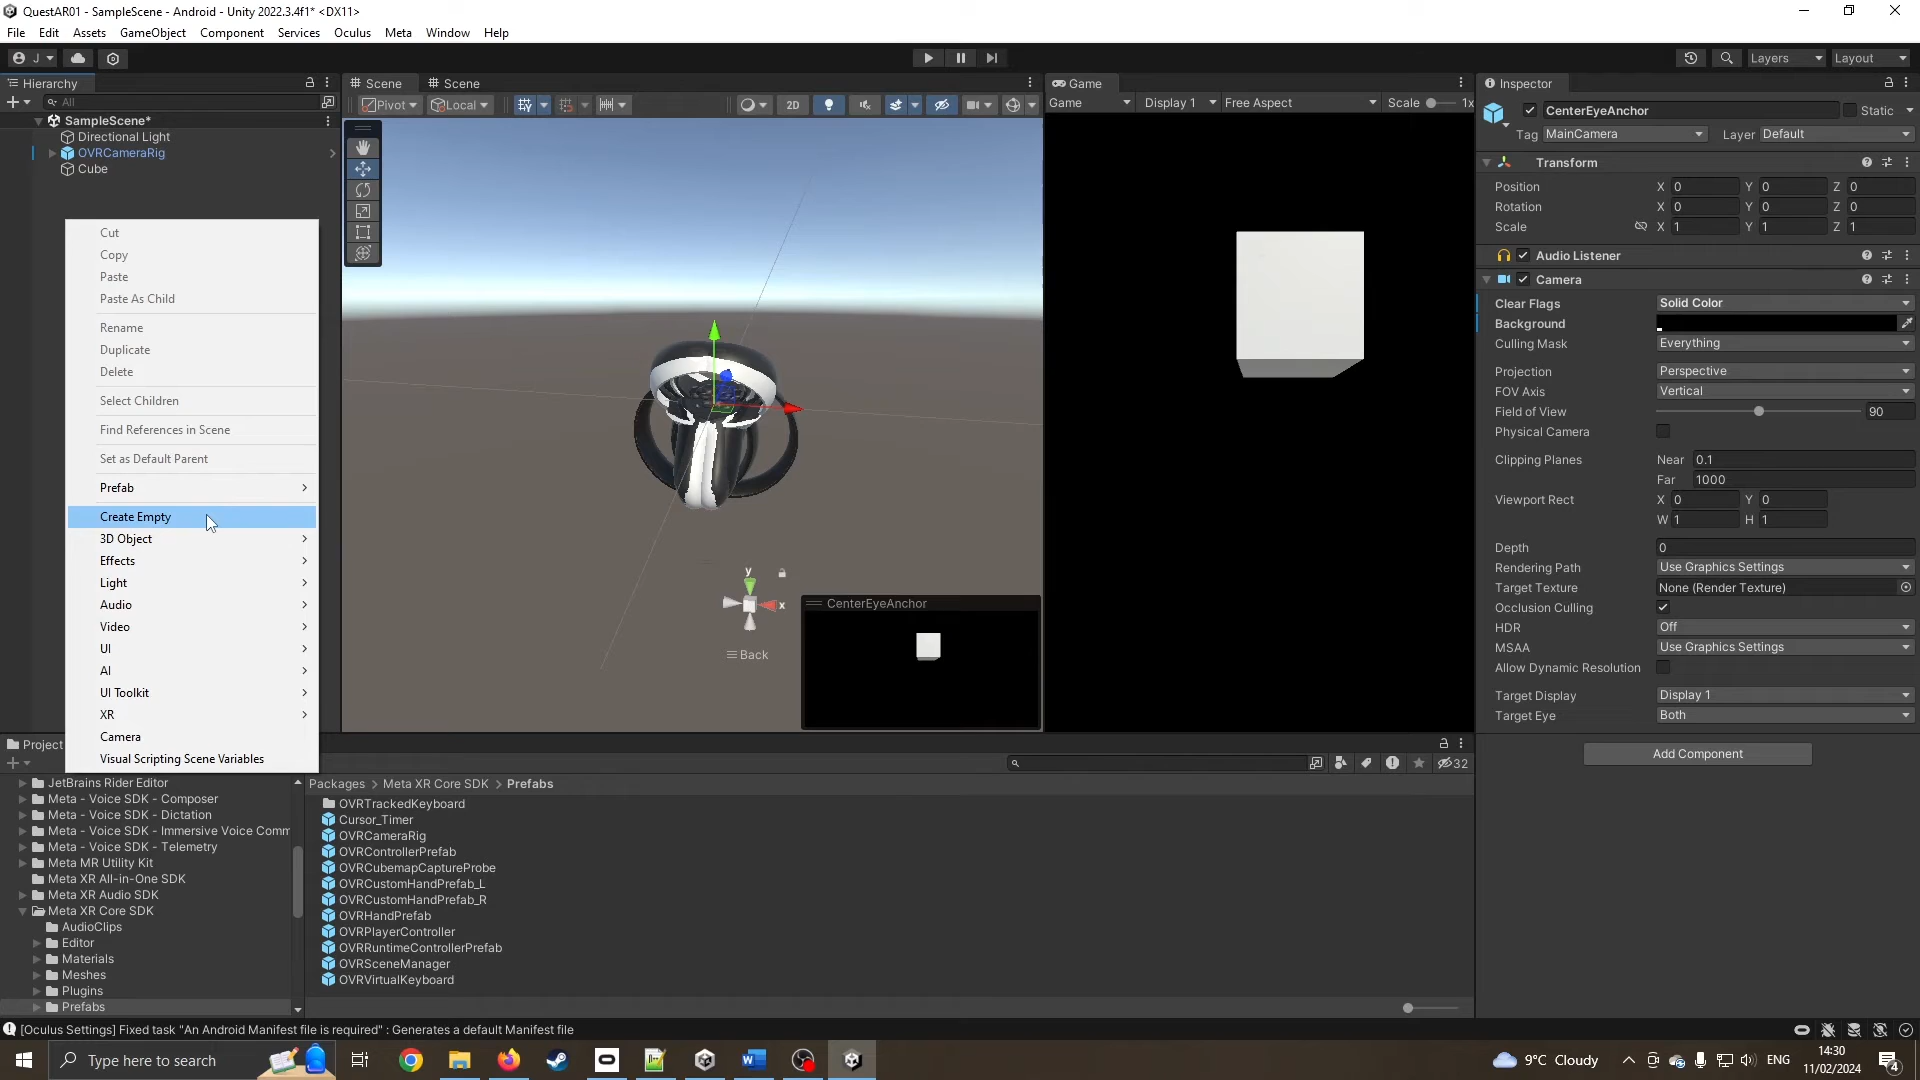 QuestAR01 - SampleScene - Android - Unity 2022.3.4f1* <DX11>
File Edit Assets GameObject Component Services Oculus Meta Window Help
J Layers Layout
Hierarchy
All
SampleScene*
Directional Light
OVRCameraRig
Cube
Cut
Copy
Paste
Paste As Child
Rename
Duplicate
Delete
Select Children
Find References in Scene
Set as Default Parent
Prefab
Create Empty
3D Object
Effects
Light
Audio
Video
UI
AI
UI Toolkit
XR
Camera
Visual Scripting Scene Variables
Scene Scene
Pivot Local 2D
y
x
Back
CenterEyeAnchor
Game
Game Display 1 Free Aspect Scale 1x
Inspector
CenterEyeAnchor Static
Tag MainCamera Layer Default
Transform
Position X 0 Y 0 Z 0
Rotation X 0 Y 0 Z 0
Scale X 1 Y 1 Z 1
Audio Listener
Camera
Clear Flags Solid Color
Background
Culling Mask Everything
Projection Perspective
FOV Axis Vertical
Field of View 90
Physical Camera
Clipping Planes Near 0.1
Far 1000
Viewport Rect X 0 Y 0
W 1 H 1
Depth 0
Rendering Path Use Graphics Settings
Target Texture None (Render Texture)
Occlusion Culling
HDR Off
MSAA Use Graphics Settings
Allow Dynamic Resolution
Target Display Display 1
Target Eye Both
Add Component
Project
32
JetBrains Rider Editor
Meta - Voice SDK - Composer
Meta - Voice SDK - Dictation
Meta - Voice SDK - Immersive Voice Comm
Meta - Voice SDK - Telemetry
Meta MR Utility Kit
Meta XR All-in-One SDK
Meta XR Audio SDK
Meta XR Core SDK
AudioClips
Editor
Materials
Meshes
Plugins
Prefabs
Packages > Meta XR Core SDK > Prefabs
OVRTrackedKeyboard
Cursor_Timer
OVRCameraRig
OVRControllerPrefab
OVRCubemapCaptureProbe
OVRCustomHandPrefab_L
OVRCustomHandPrefab_R
OVRHandPrefab
OVRPlayerController
OVRRuntimeControllerPrefab
OVRSceneManager
OVRVirtualKeyboard
[Oculus Settings] Fixed task "An Android Manifest file is required" : Generates a default Manifest file
Type here to search
9°C Cloudy
ENG
14:30
11/02/2024
4